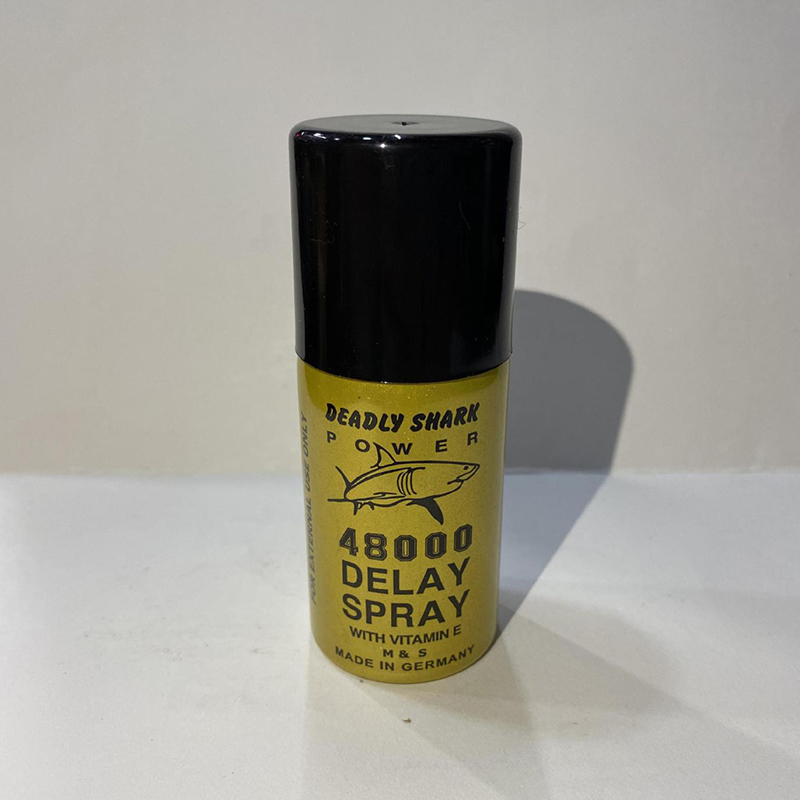 DEADLY SHARK
POWER
48000
DELAY
SPRAY
WITH VITAMIN E
M & S
MADE IN GERMANY
FOR EXTERNAL USE ONLY